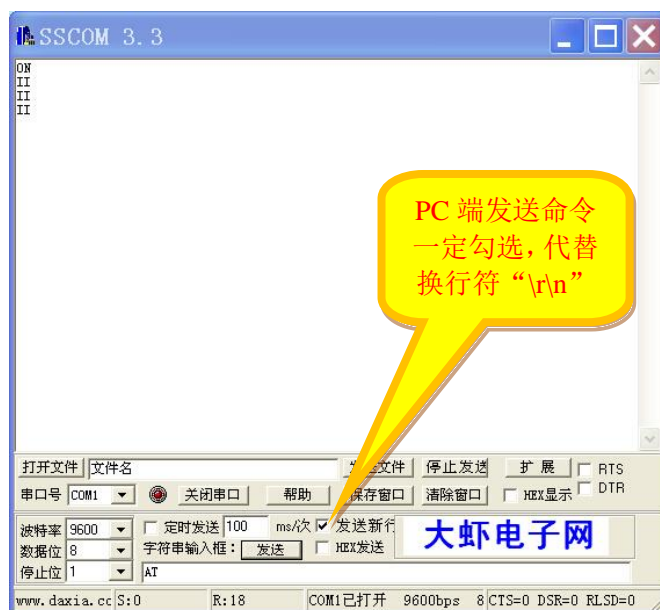 SSCOM 3.3
ON
II
II
II
PC 端发送命令
一定勾选，代替
换行符“\r\n”
打开文件 文件名 文件 停止发送 扩 展 RTS
串口号 COM1 关闭串口 帮助 保存窗口 清除窗口 HEX显示 DTR
波特率 9600 定时发送 100 ms/次 发送新行
数据位 8 字符串输入框： 发送 HEX发送
停止位 1 AT
大虾电子网
www.daxia.cc S:0 R:18 COM1已打开 9600bps 8 CTS=0 DSR=0 RLSD=0